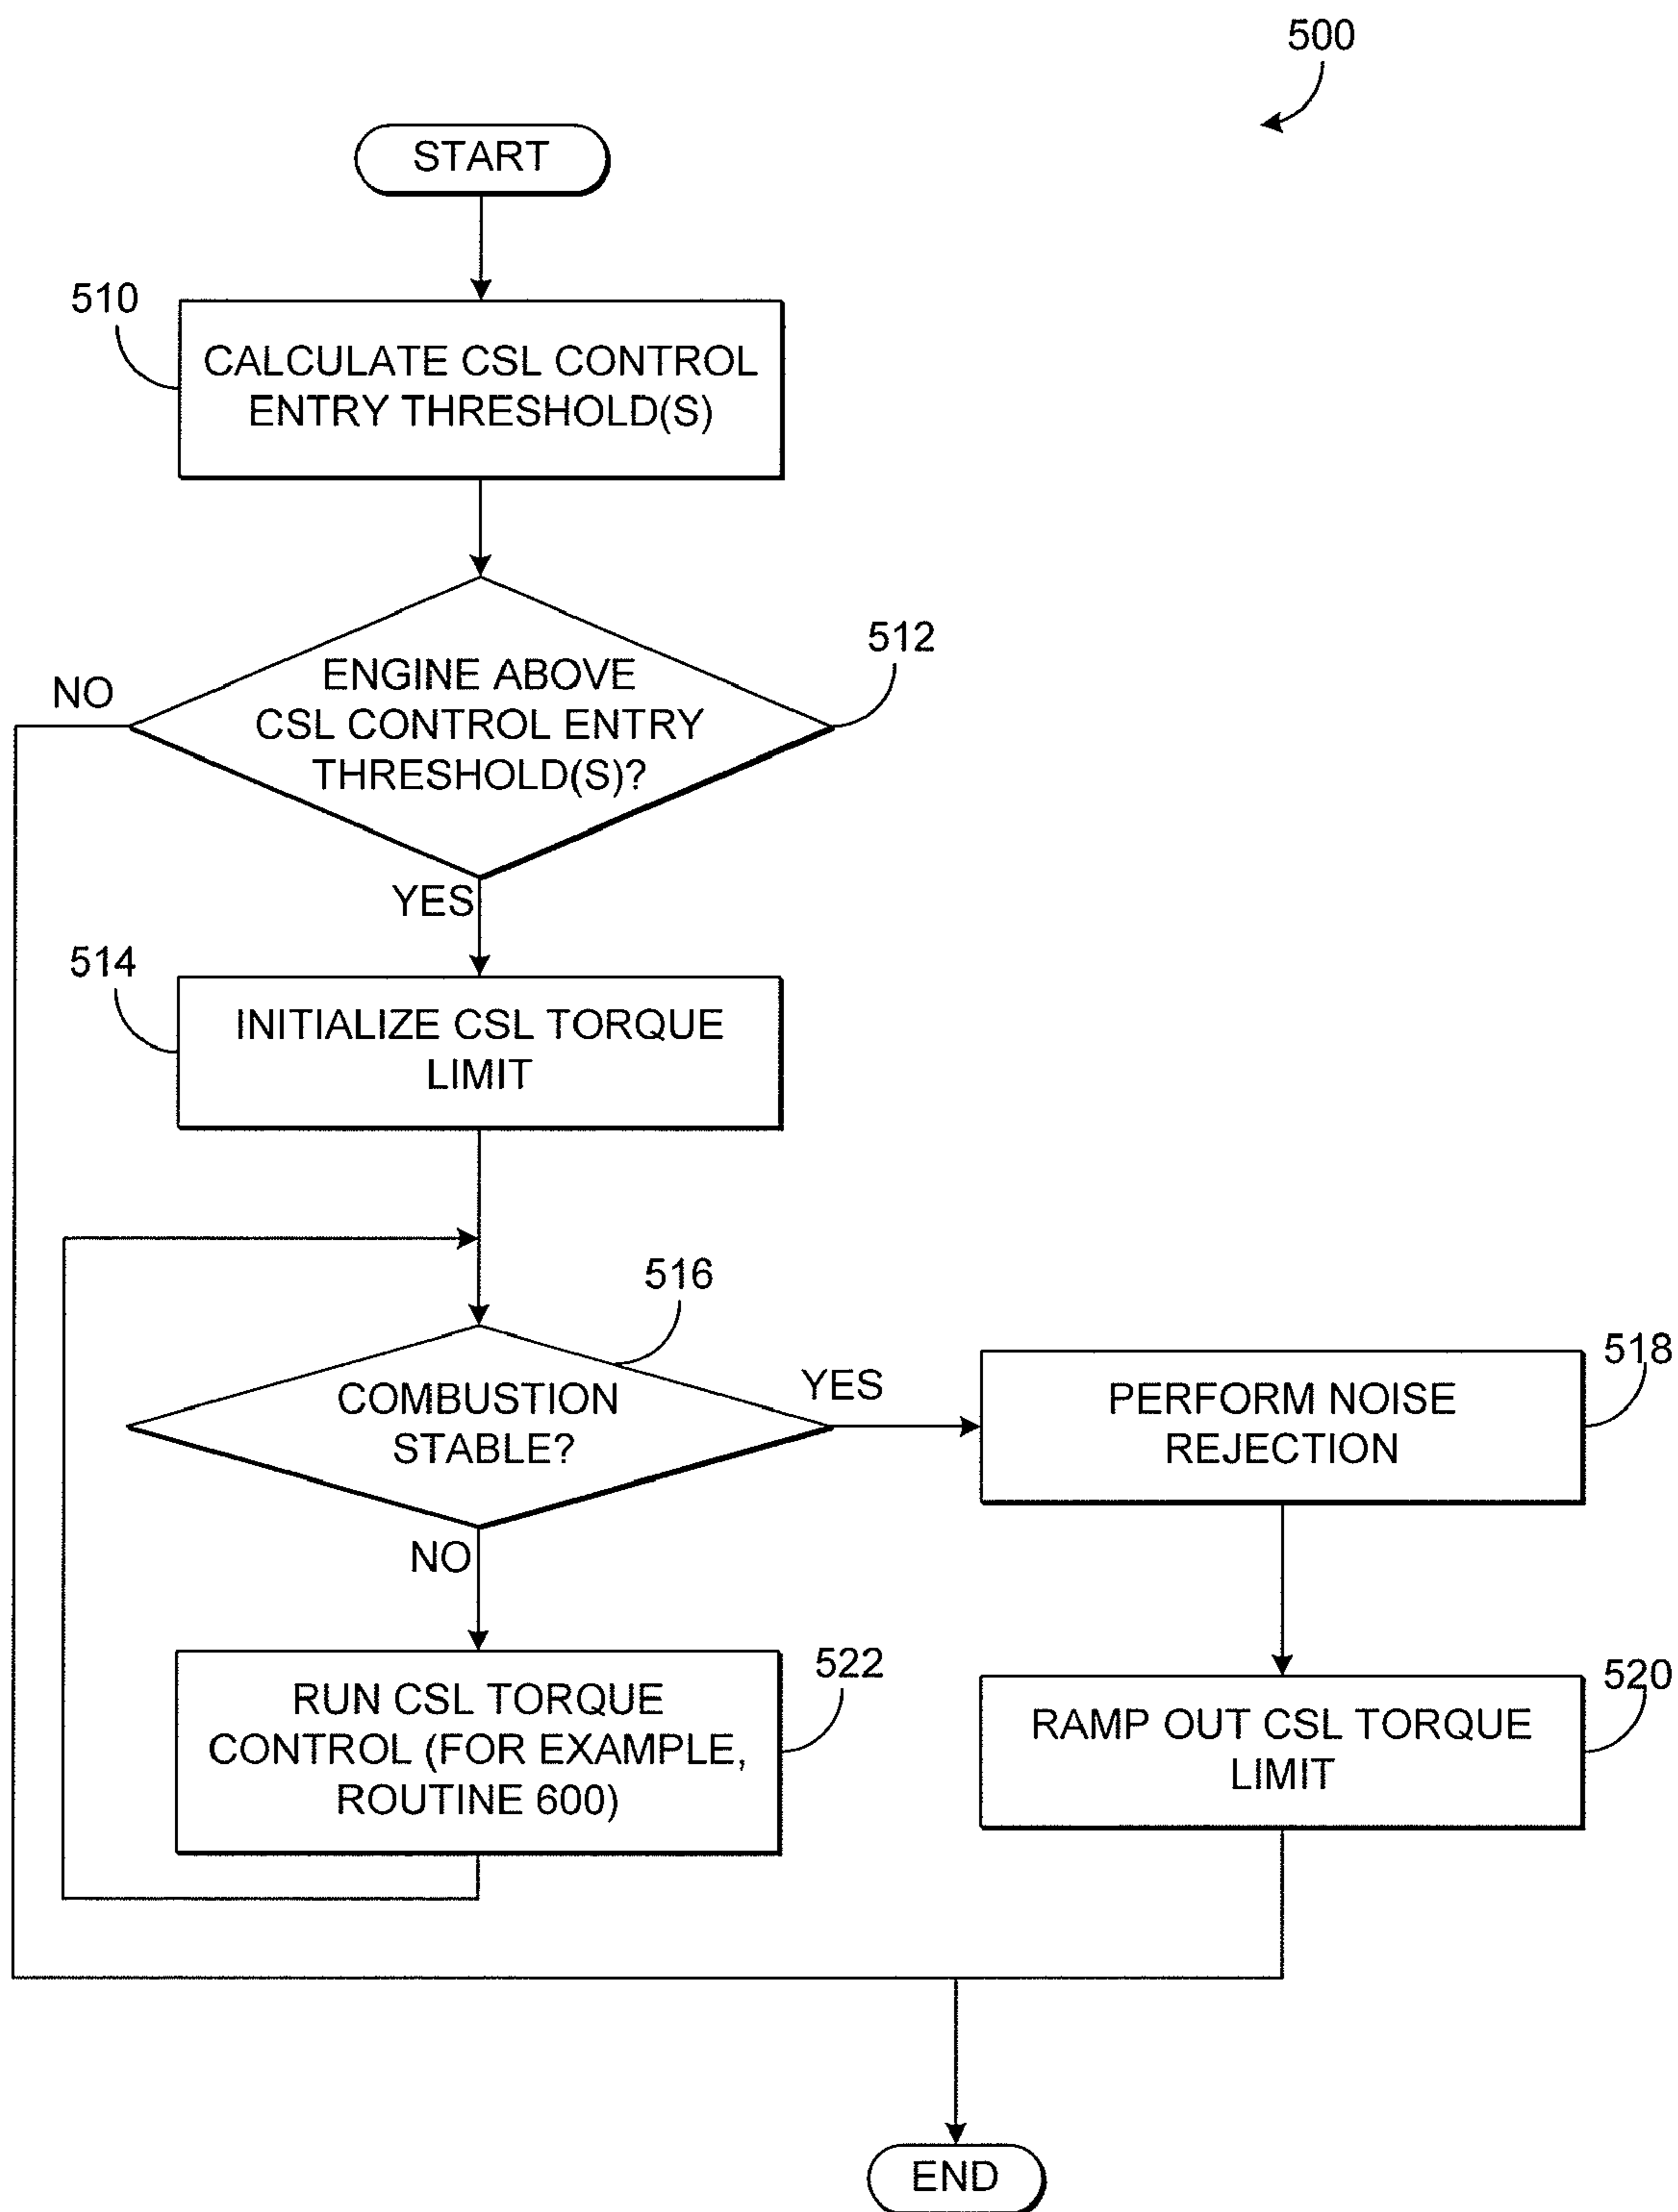 500
START
510
CALCULATE CSL CONTROL
ENTRY THRESHOLD(S)
512
NO
ENGINE ABOVE
CSL CONTROL ENTRY
THRESHOLD(S)?
YES
514
INITIALIZE CSL TORQUE
LIMIT
516
COMBUSTION
STABLE?
YES
518
PERFORM NOISE
REJECTION
NO
522
RUN CSL TORQUE
CONTROL (FOR EXAMPLE,
ROUTINE 600)
520
RAMP OUT CSL TORQUE
LIMIT
END